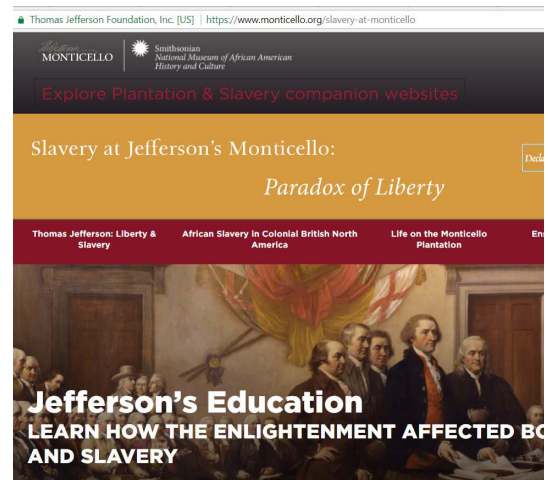 Thomas Jefferson Foundation, Inc. [US] | https://www.monticello.org/slavery-at-monticello
MONTICELLO
Smithsonian
National Museum of African American
History and Culture
Explore Plantation & Slavery companion websites
Slavery at Jefferson's Monticello:
Paradox of Liberty
Thomas Jefferson: Liberty &
Slavery
African Slavery in Colonial British North
America
Life on the Monticello
Plantation
Jefferson's Education
LEARN HOW THE ENLIGHTENMENT AFFECTED
AND SLAVERY